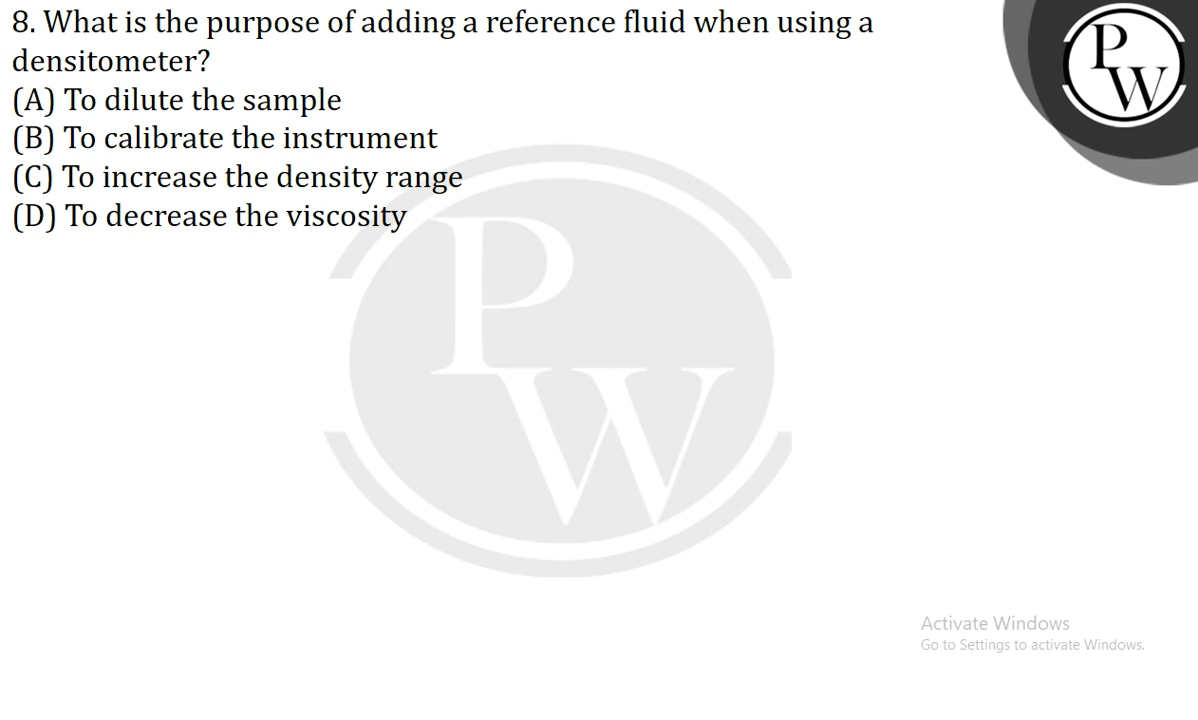 8. What is the purpose of adding a reference fluid when using a
densitometer?
(A) To dilute the sample
(B) To calibrate the instrument
(C) To increase the density range
(D) To decrease the viscosity
P
W
P
W
Activate Windows
Go to Settings to activate Windows.